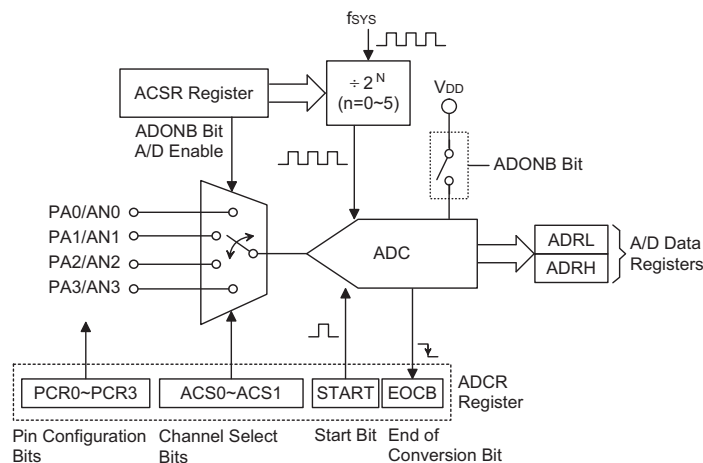 fSYS
÷ 2^N
(n=0~5)
ACSR Register
VDD
ADONB Bit
A/D Enable
ADONB Bit
PA0/AN0
PA1/AN1
PA2/AN2
PA3/AN3
ADC
ADRL
ADRH
A/D Data
Registers
PCR0~PCR3
ACS0~ACS1
START
EOCB
ADCR
Register
Pin Configuration
Bits
Channel Select
Bits
Start Bit
End of
Conversion Bit